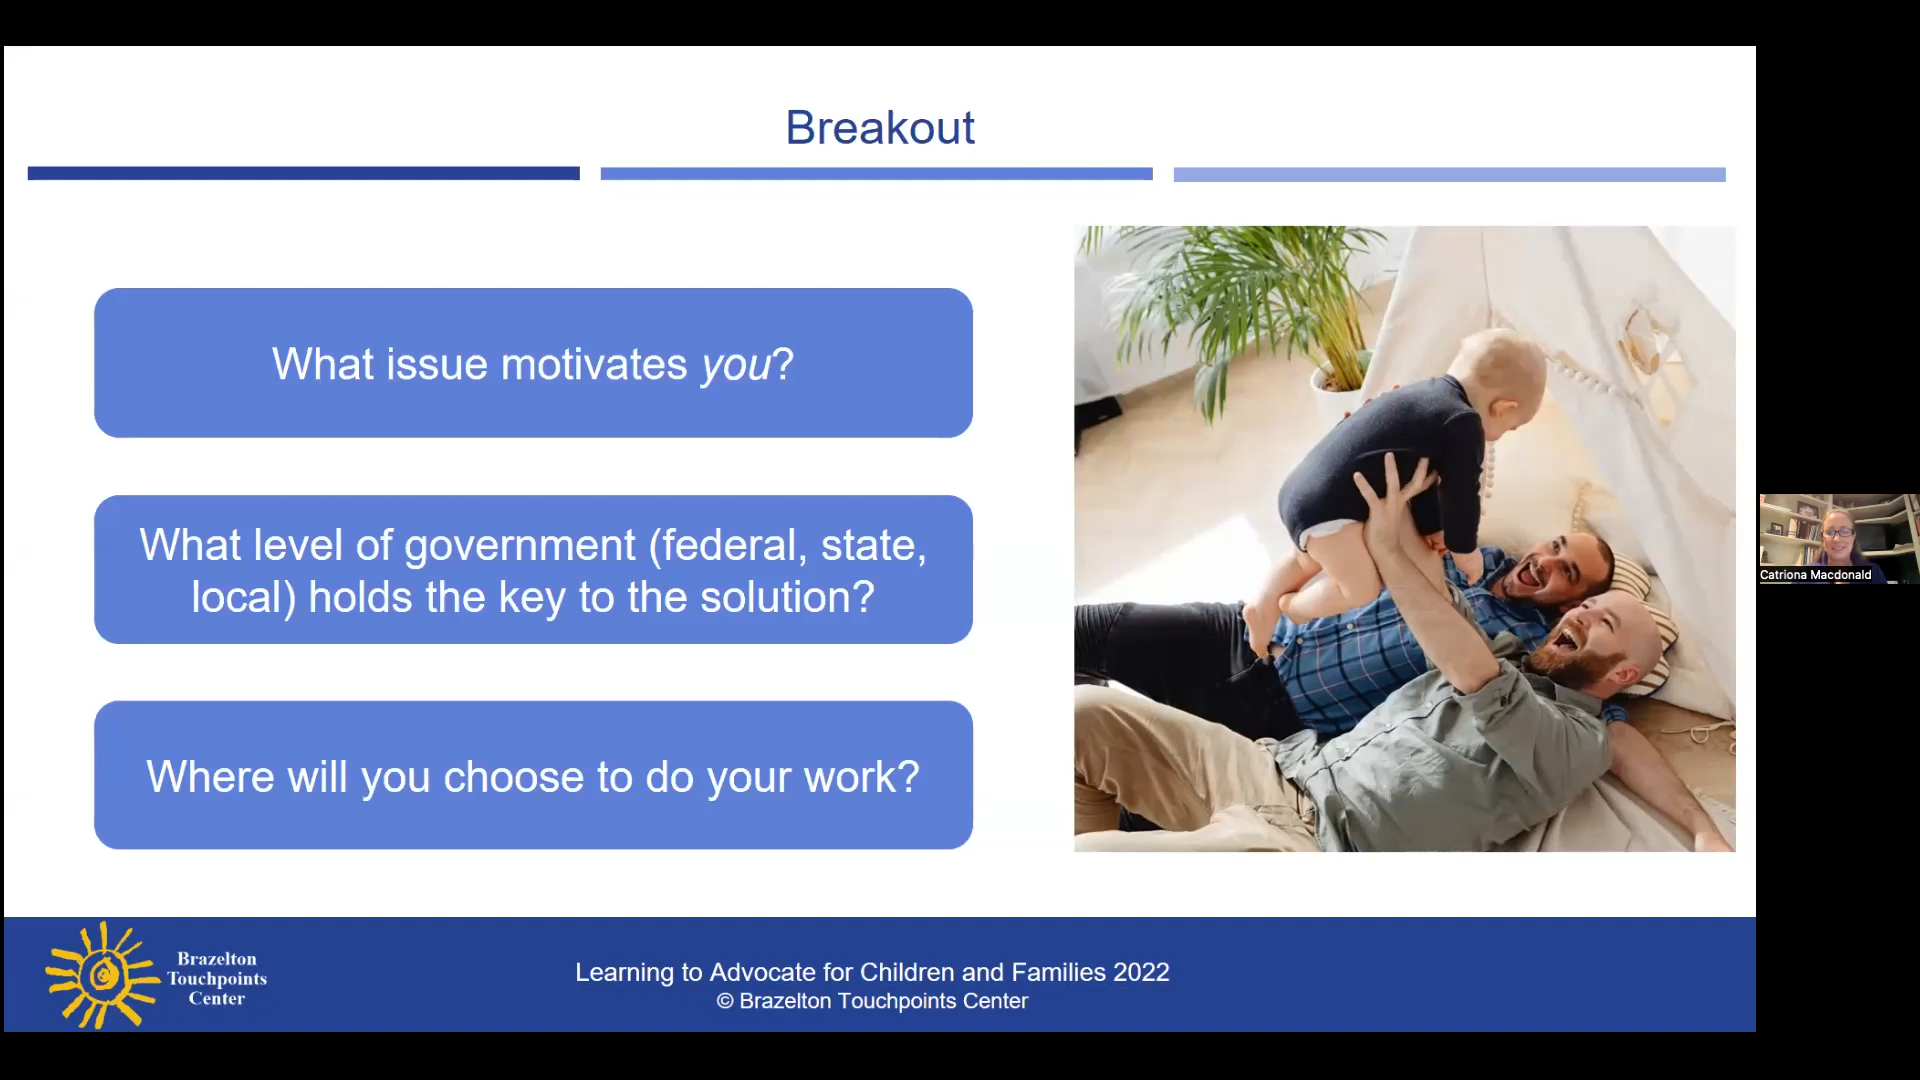 Breakout
What issue motivates you?
What level of government (federal, state,
local) holds the key to the solution?
Where will you choose to do your work?
Catriona Macdonald
Brazelton
Touchpoints
Center
Learning to Advocate for Children and Families 2022
© Brazelton Touchpoints Center